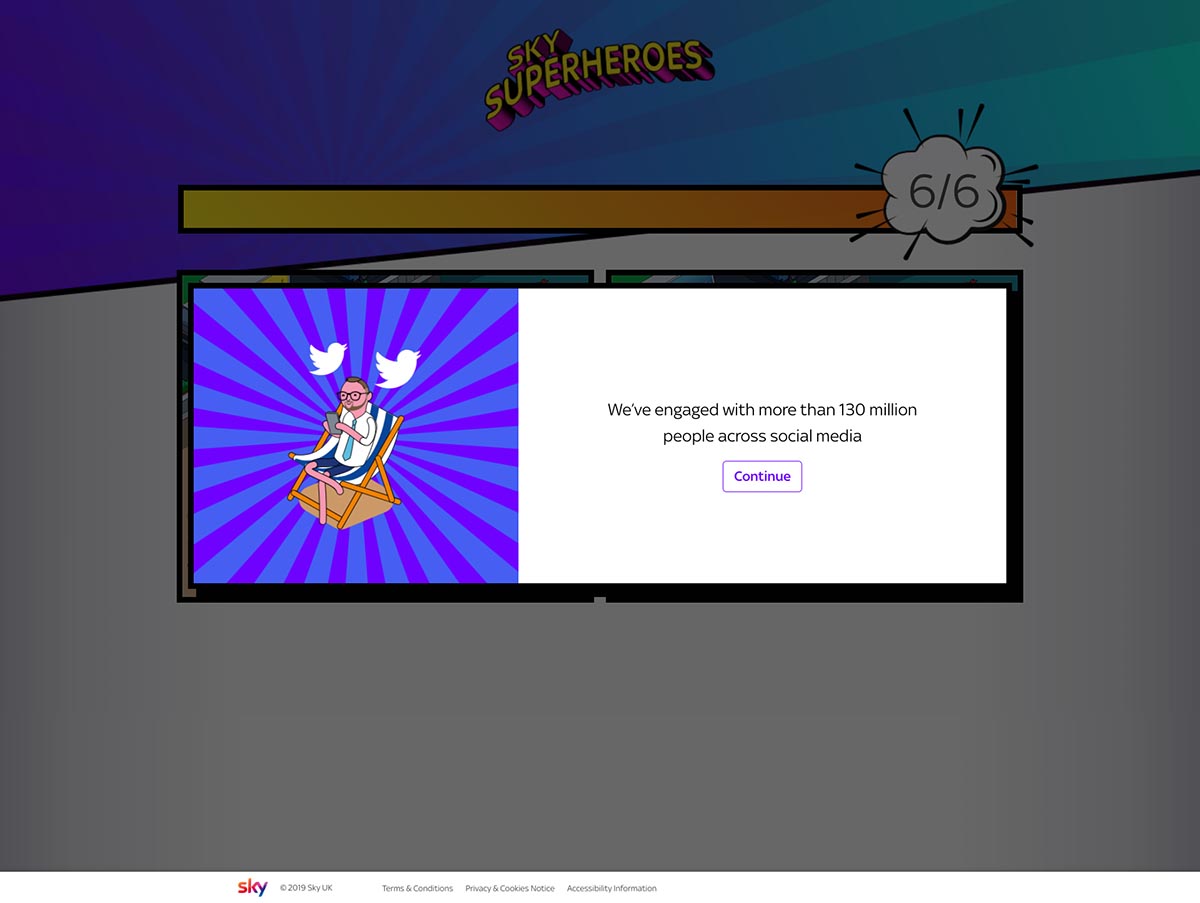 SKY
SUPERHEROES
6/6
We’ve engaged with more than 130 million
people across social media
Continue
sky
© 2019 Sky UK
Terms & Conditions
Privacy & Cookies Notice
Accessibility Information